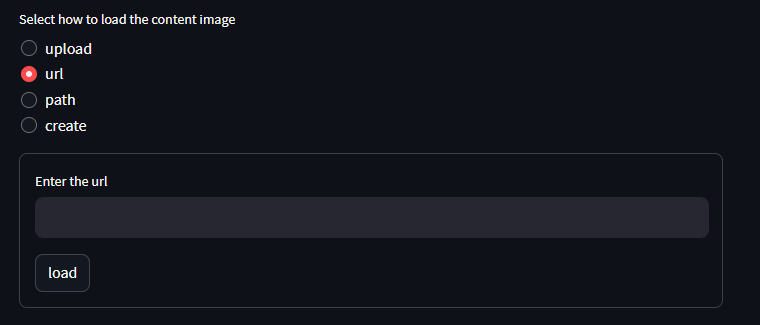 Select how to load the content image
upload
url
path
create
Enter the url
load